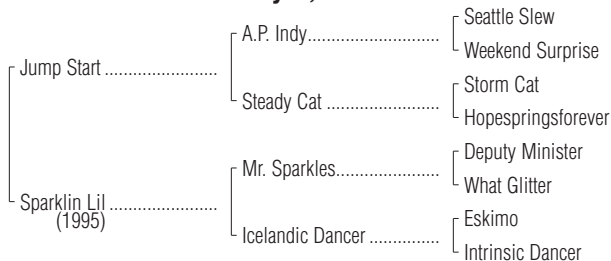 Seattle Slew
A.P. Indy
Weekend Surprise
Jump Start
Storm Cat
Steady Cat
Hopespringsforever
Deputy Minister
Mr. Sparkles
What Glitter
Sparklin Lil
(1995)
Eskimo
Icelandic Dancer
Intrinsic Dancer